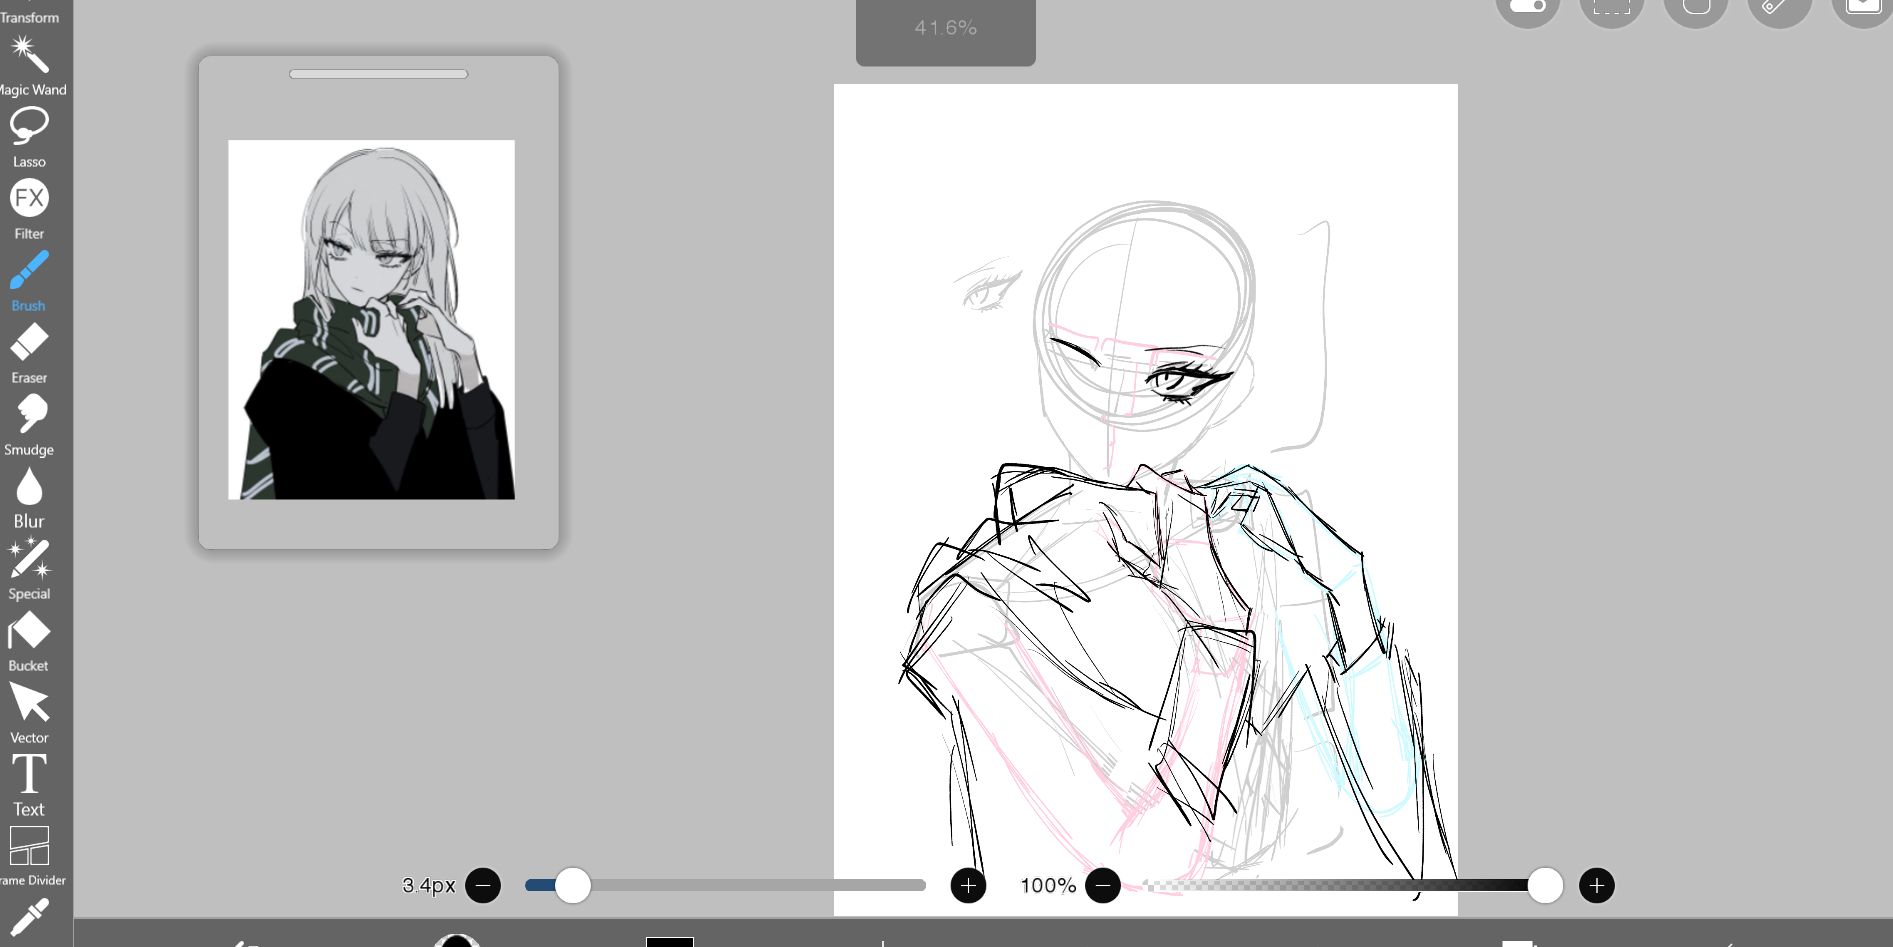 Transform
41.6%
Magic Wand
Lasso
FX
Filter
Brush
Eraser
Smudge
Blur
Special
Bucket
Vector
T
Text
rame Divider
3.4px
100%